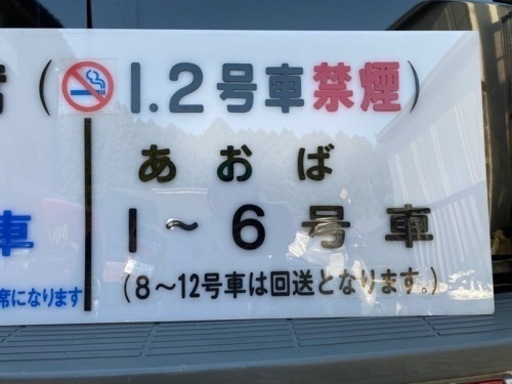 席(1.2号車禁煙)
あおば
1~6号車
車
(8~12号車は回送となります。)
席になります